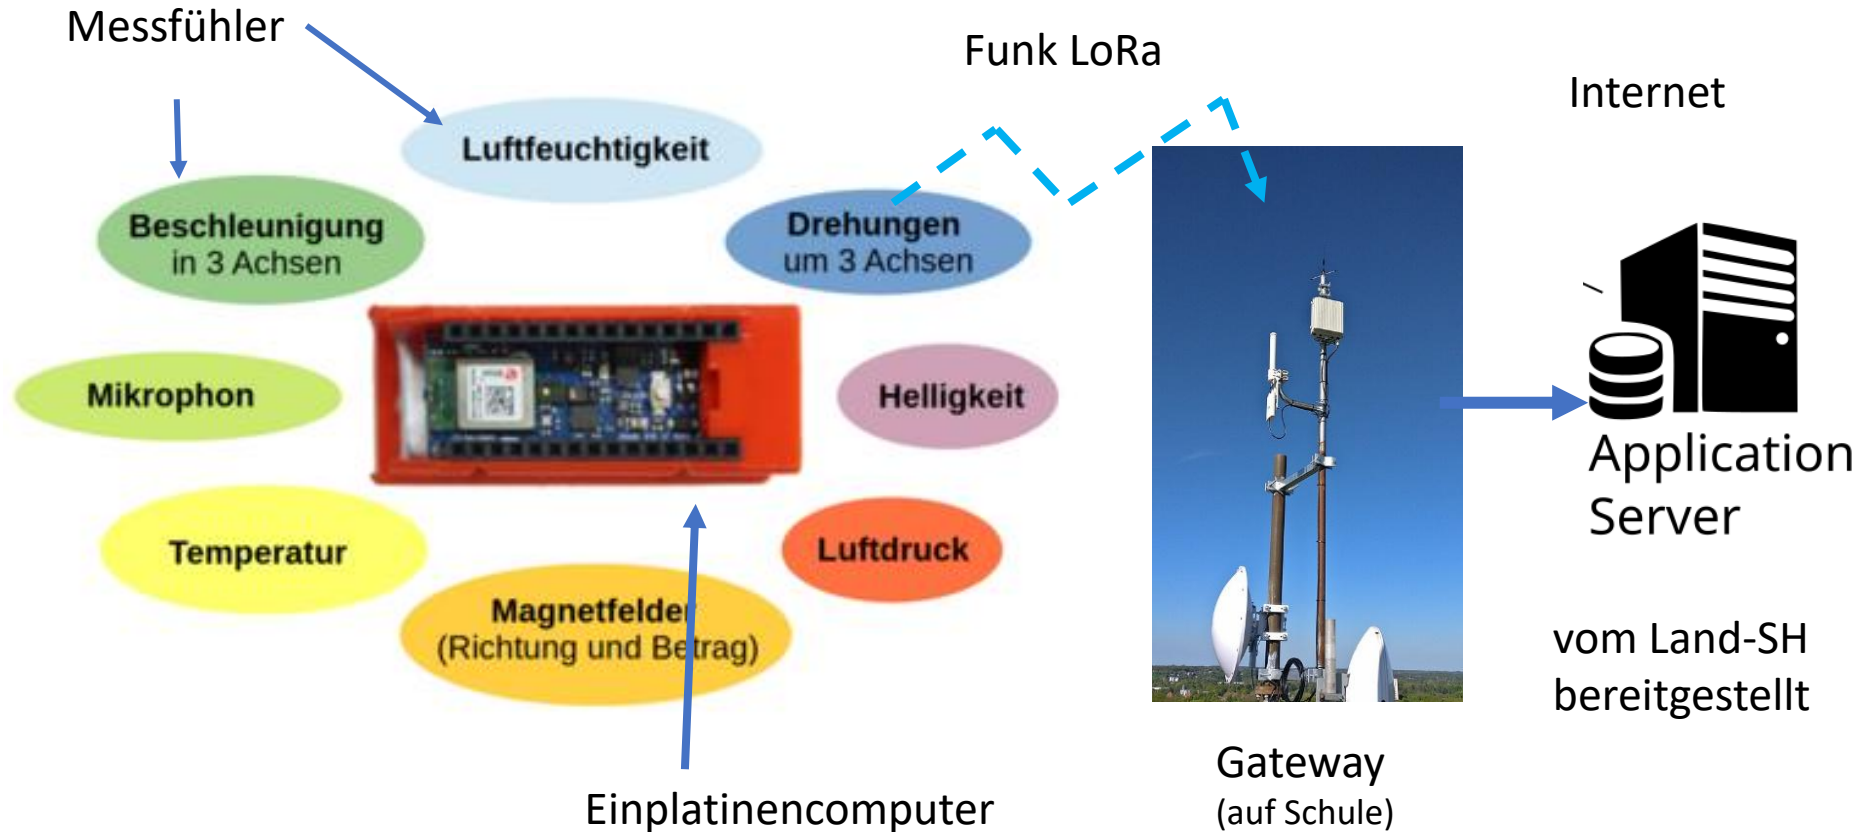 Messfühler
Funk LoRa
Internet
Luftfeuchtigkeit
Beschleunigung
in 3 Achsen
Drehungen
um 3 Achsen
Mikrophon
Helligkeit
Application
Server
Temperatur
Luftdruck
Magnetfelder
(Richtung und Betrag)
vom Land-SH
bereitgestellt
Gateway
(auf Schule)
Einplatinencomputer